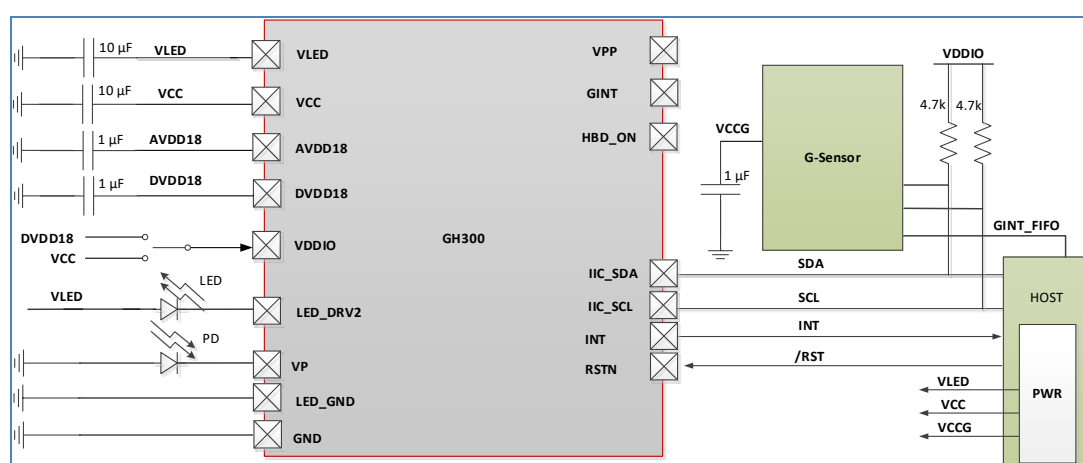 10 µF
VLED
VLED
10 µF
VCC
VCC
1 µF
AVDD18
AVDD18
1 µF
DVDD18
DVDD18
DVDD18
VCC
VDDIO
LED
VLED
LED_DRV2
PD
VP
LED_GND
GND
GH300
VPP
GINT
HBD_ON
IIC_SDA
IIC_SCL
INT
RSTN
VCCG
1 µF
G-Sensor
VDDIO
4.7k
4.7k
GINT_FIFO
SDA
SCL
INT
/RST
HOST
PWR
VLED
VCC
VCCG